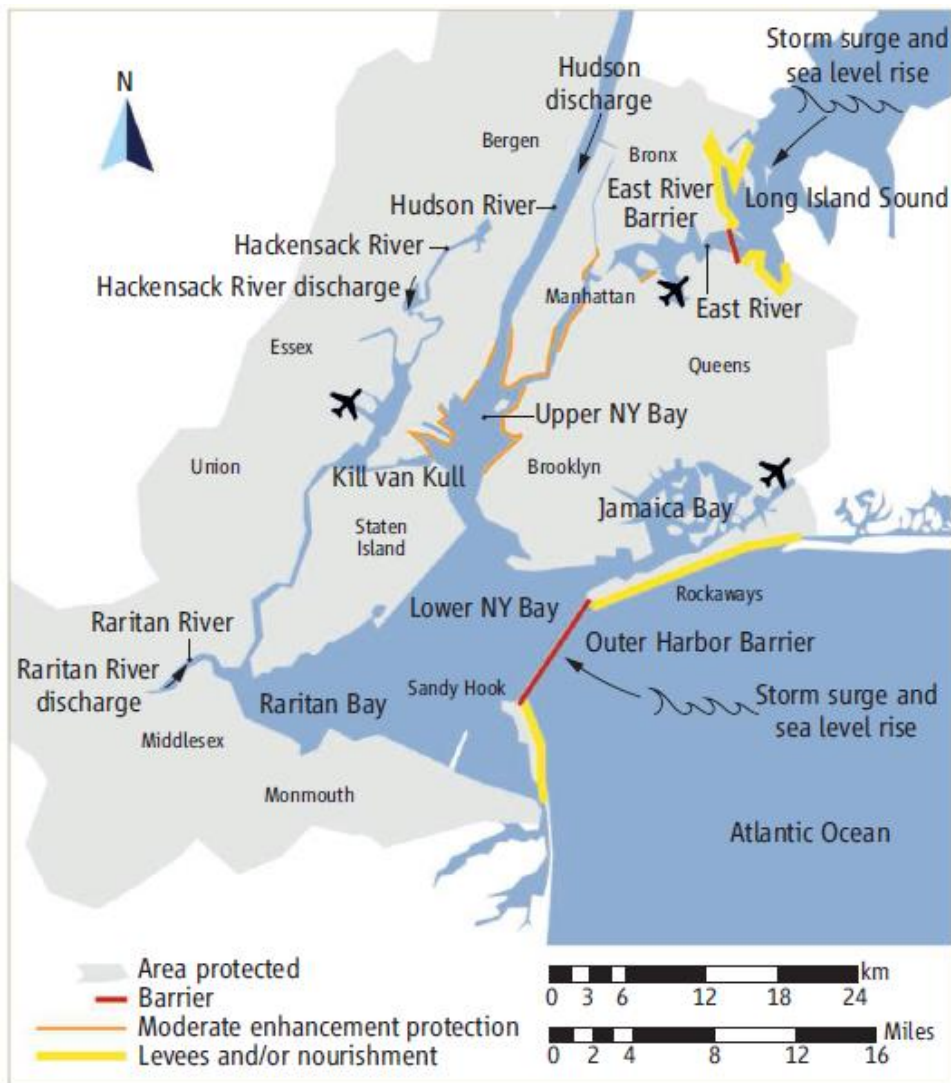 N
Hudson
discharge
Storm surge and
sea level rise
Bergen
Bronx
East River
Barrier
Long Island Sound
Hudson River
Hackensack River
Hackensack River discharge
Manhattan
East River
Essex
Queens
Upper NY Bay
Union
Kill van Kull
Brooklyn
Jamaica Bay
Staten
Island
Rockaways
Lower NY Bay
Raritan River
Outer Harbor Barrier
Raritan River
discharge
Sandy Hook
Raritan Bay
Storm surge and
sea level rise
Middlesex
Monmouth
Atlantic Ocean
Area protected
Barrier
Moderate enhancement protection
Levees and/or nourishment
km
0 3 6 12 18 24
Miles
0 2 4 8 12 16